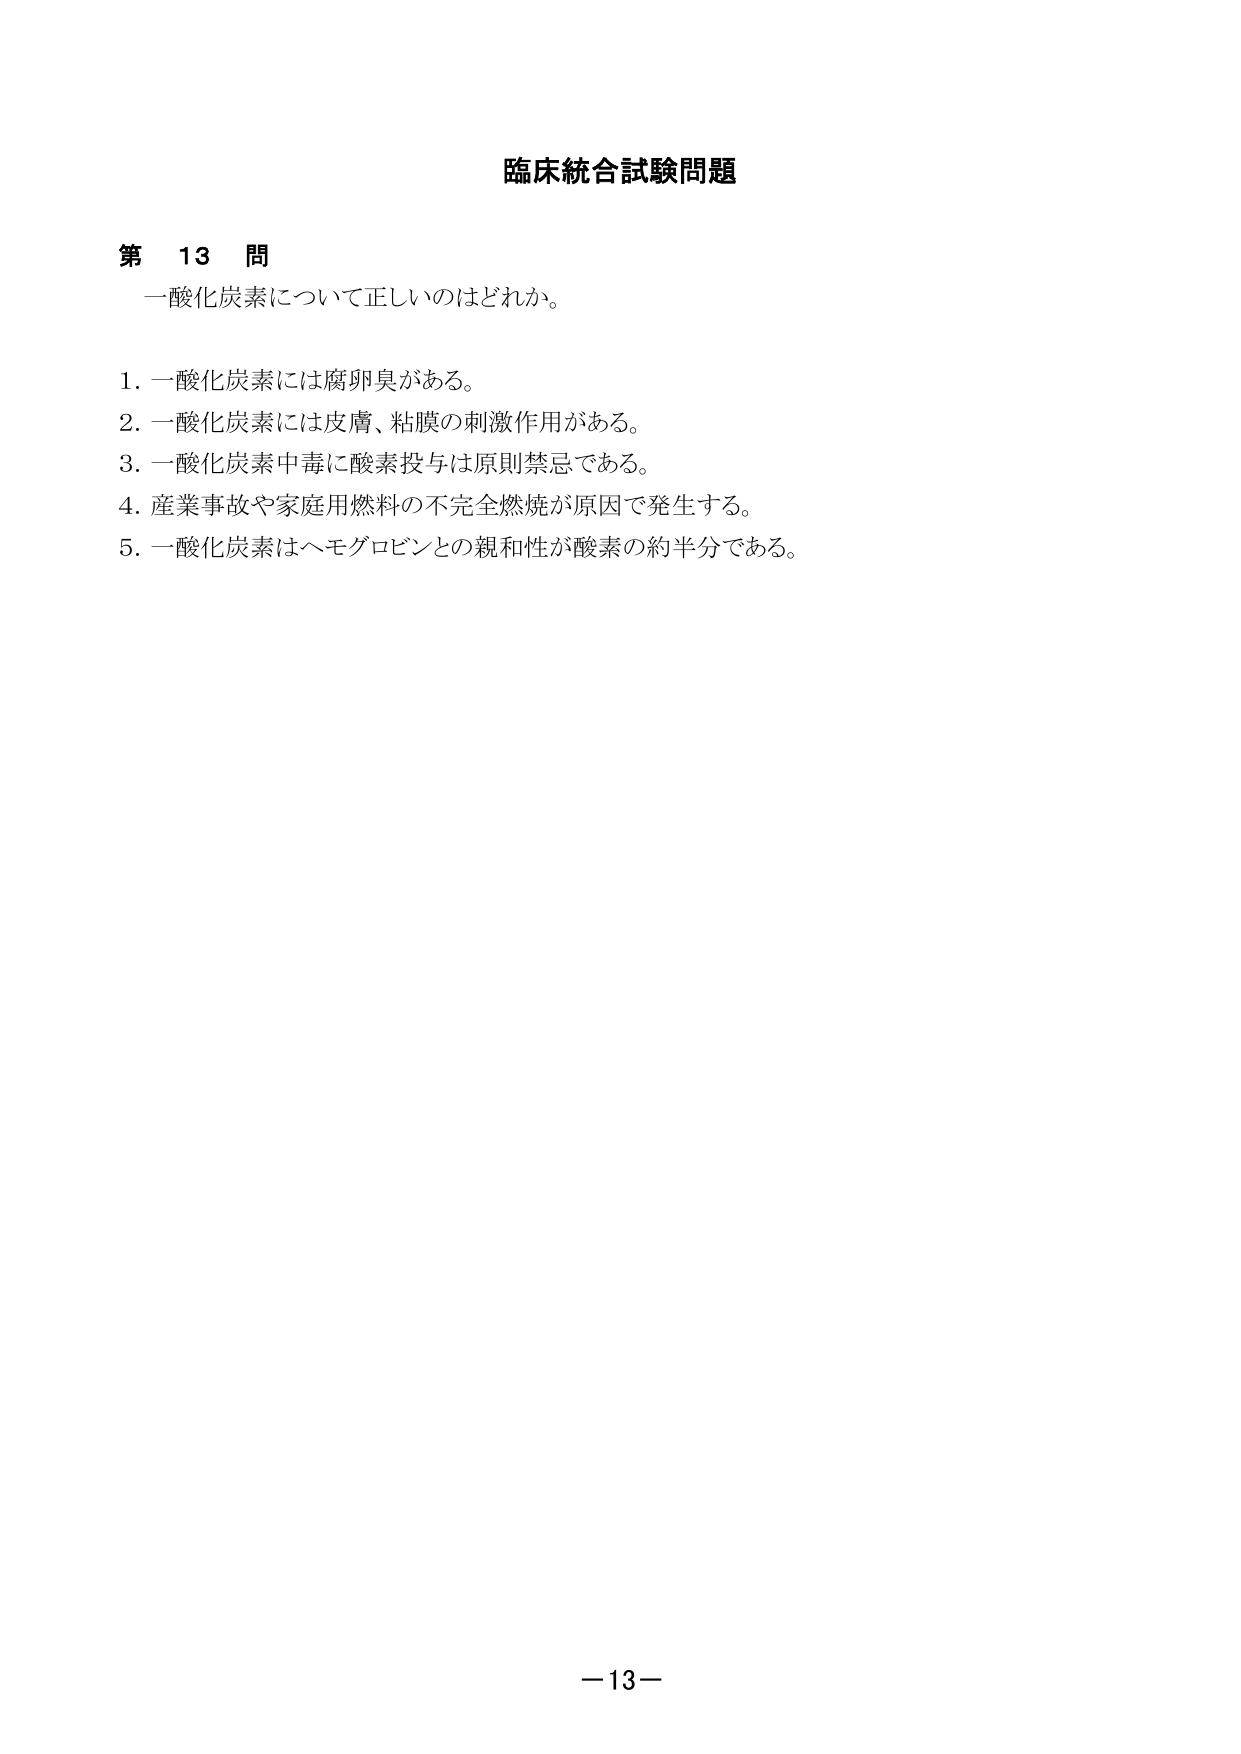 臨床統合試験問題
第 13 問
一酸化炭素について正しいのはどれか。
1. 一酸化炭素には腐卵臭がある。
2. 一酸化炭素には皮膚、粘膜の刺激作用がある。
3. 一酸化炭素中毒に酸素投与は原則禁忌である。
4. 産業事故や家庭用燃料の不完全燃焼が原因で発生する。
5. 一酸化炭素はヘモグロビンとの親和性が酸素の約半分である。
－13－